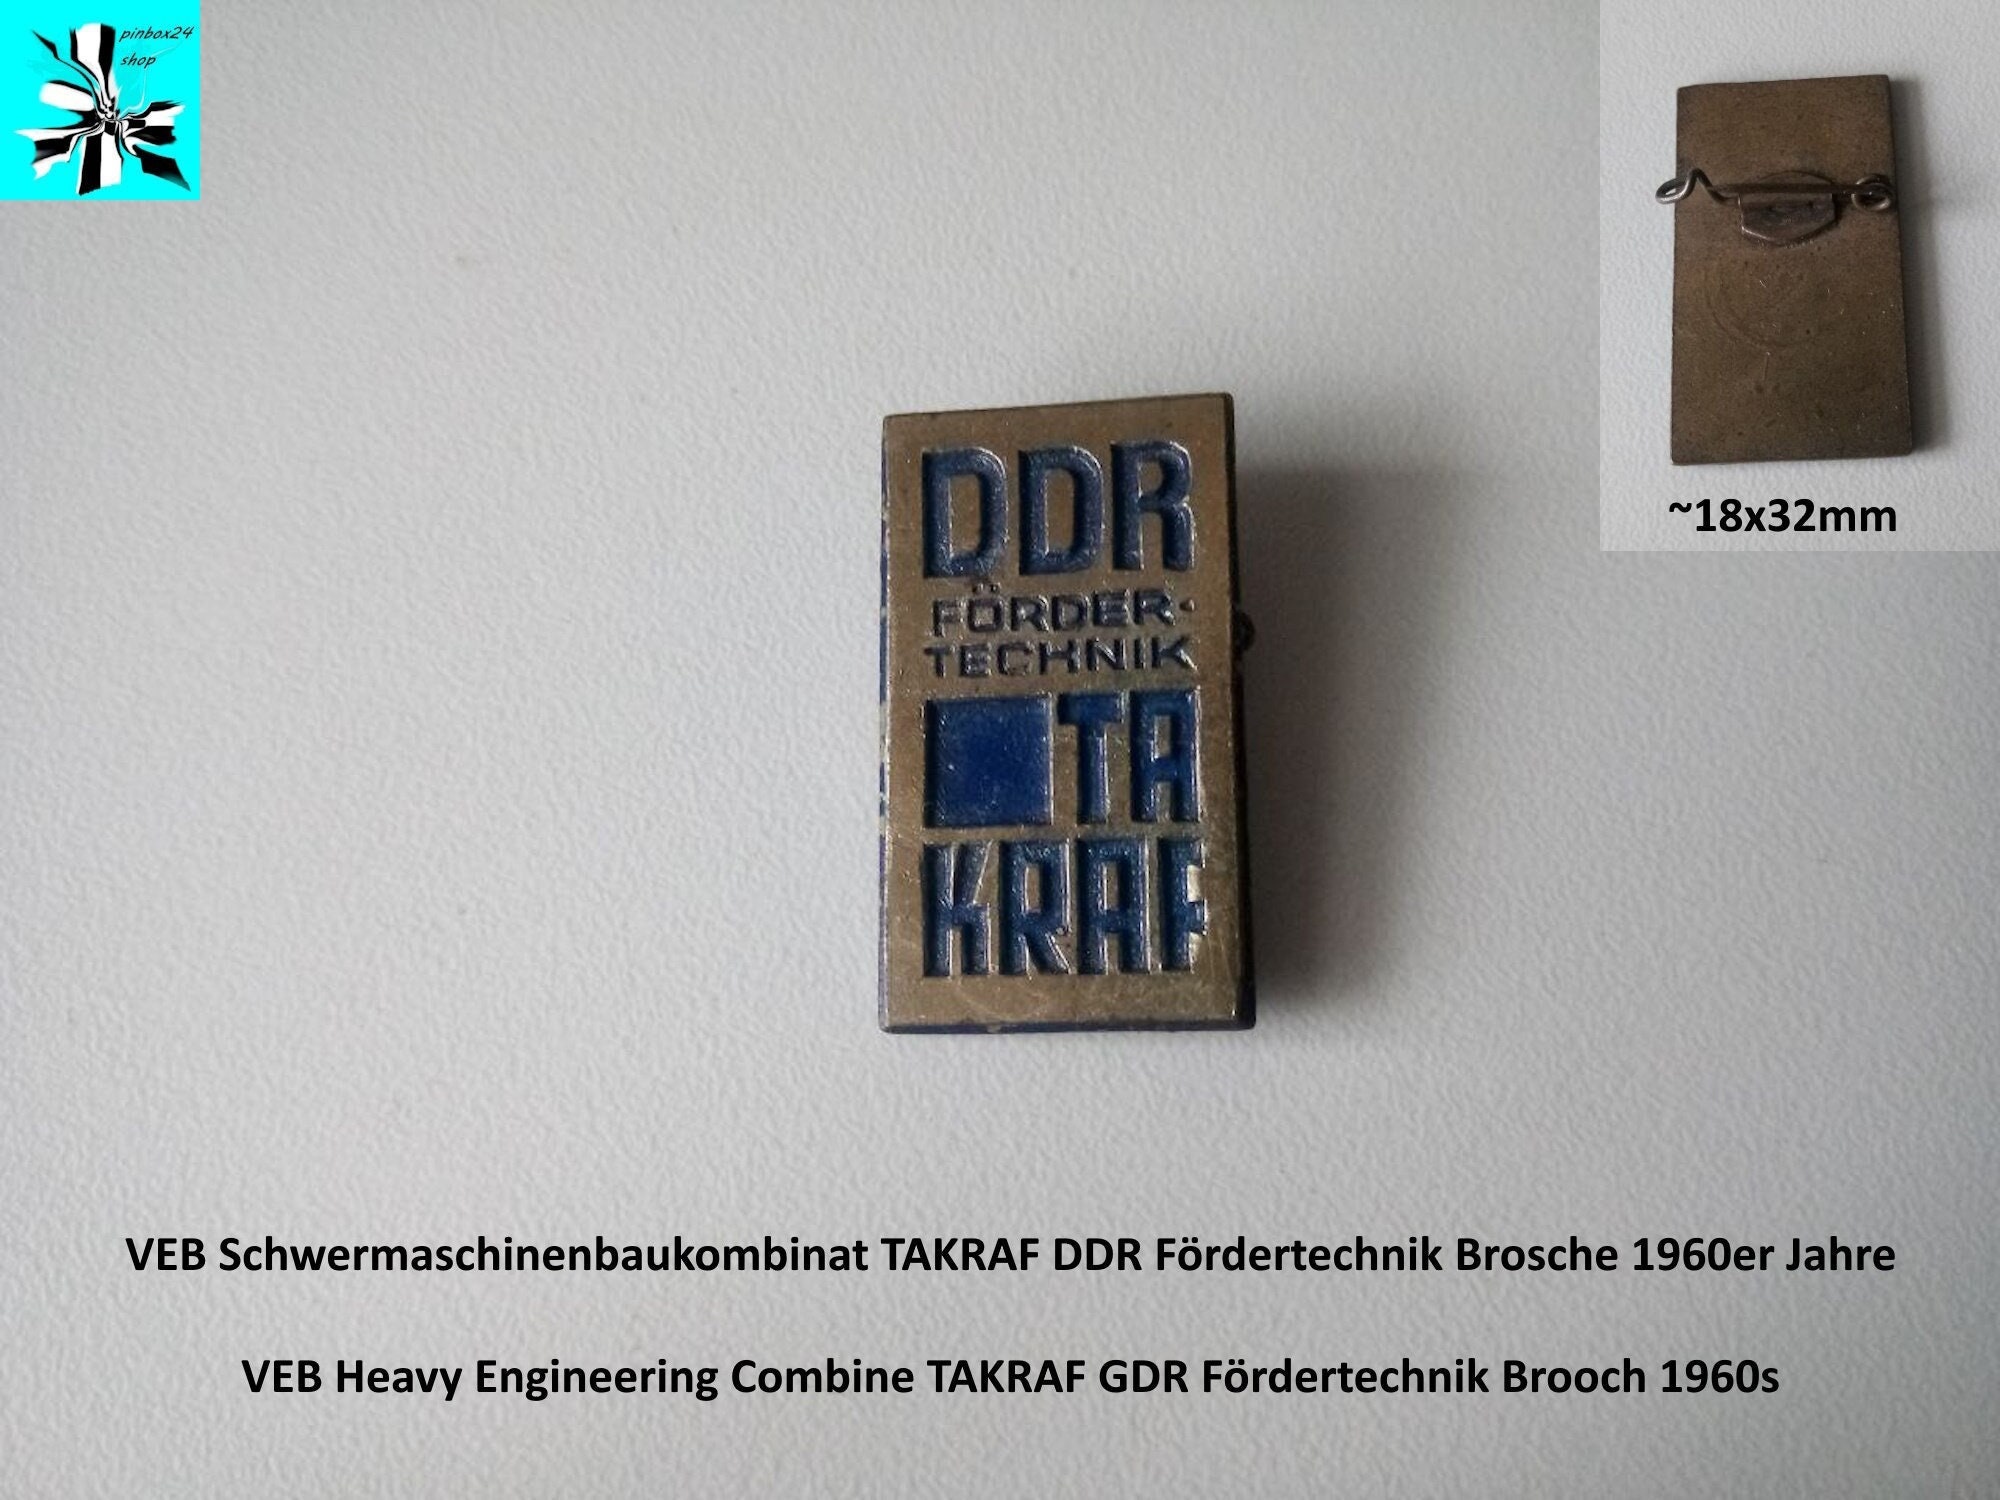 pinbox24
shop
~18x32mm
DDR
FÖRDER-
TECHNIK
TA
KRAF
VEB Schwermaschinenbaukombinat TAKRAF DDR Fördertechnik Brosche 1960er Jahre
VEB Heavy Engineering Combine TAKRAF GDR Fördertechnik Brooch 1960s